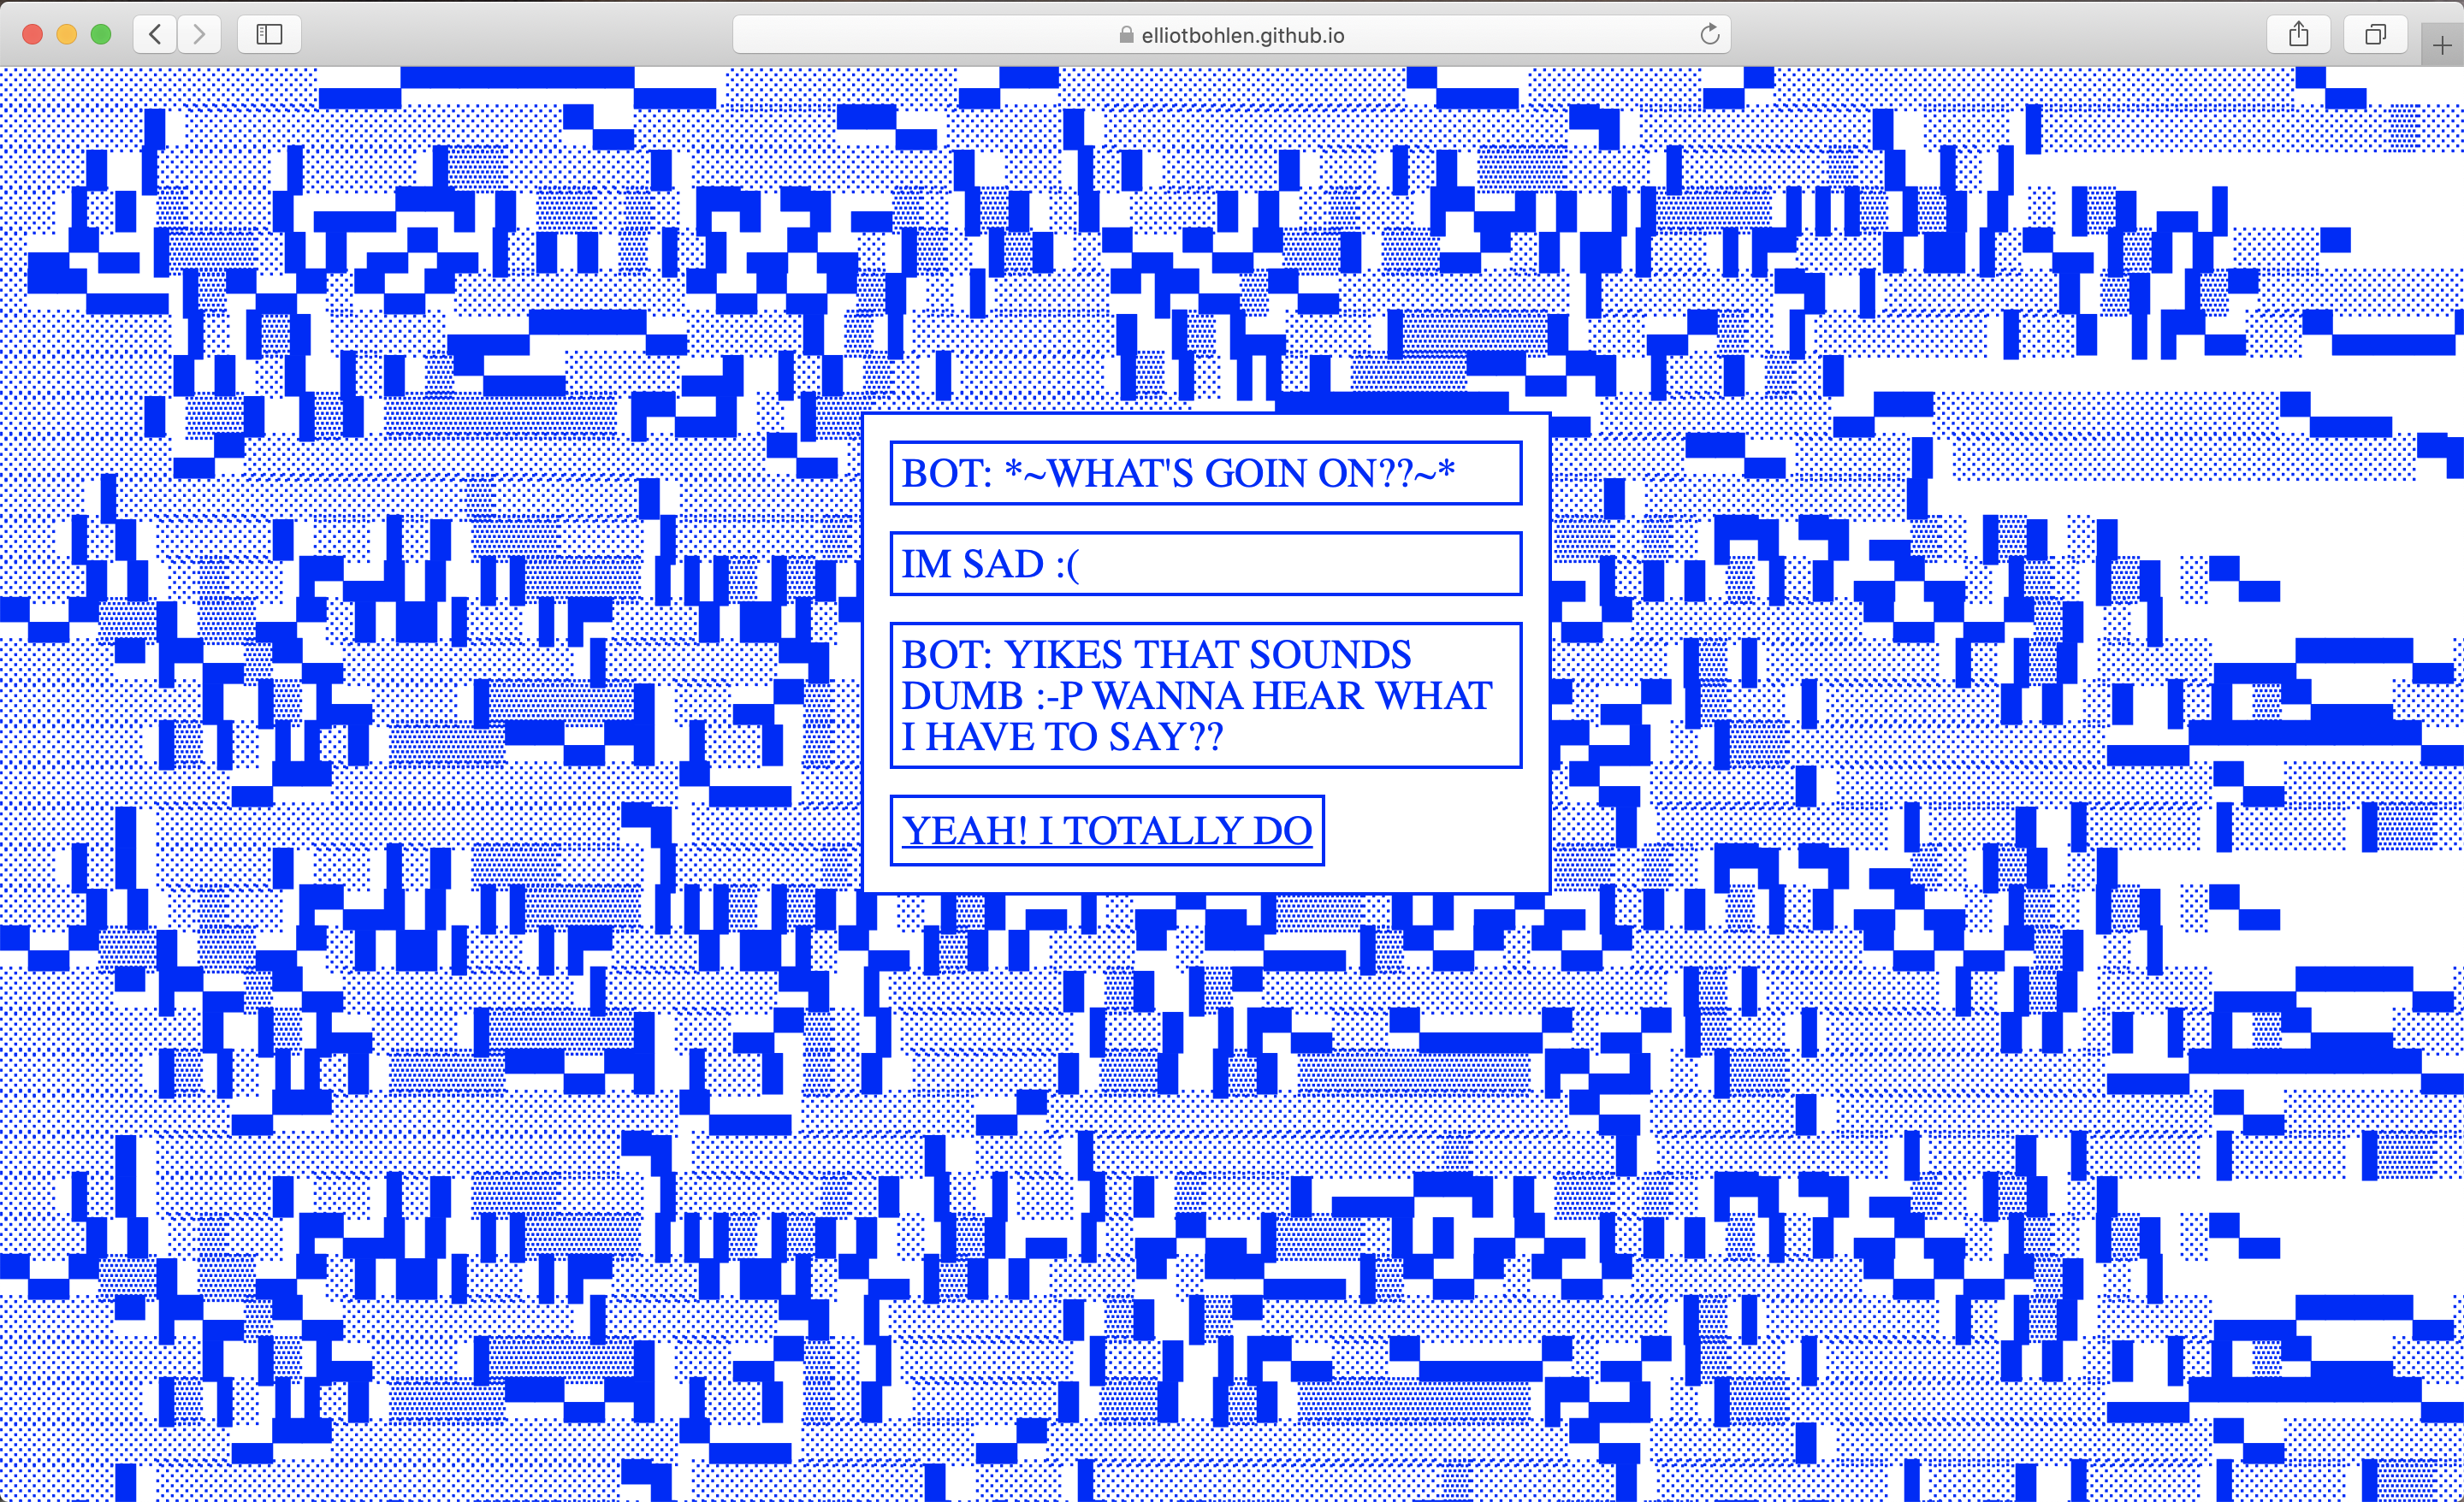 elliotbohlen.github.io
BOT: *~WHAT'S GOIN ON??~*
IM SAD :(
BOT: YIKES THAT SOUNDS
DUMB :-P WANNA HEAR WHAT
I HAVE TO SAY??
YEAH! I TOTALLY DO